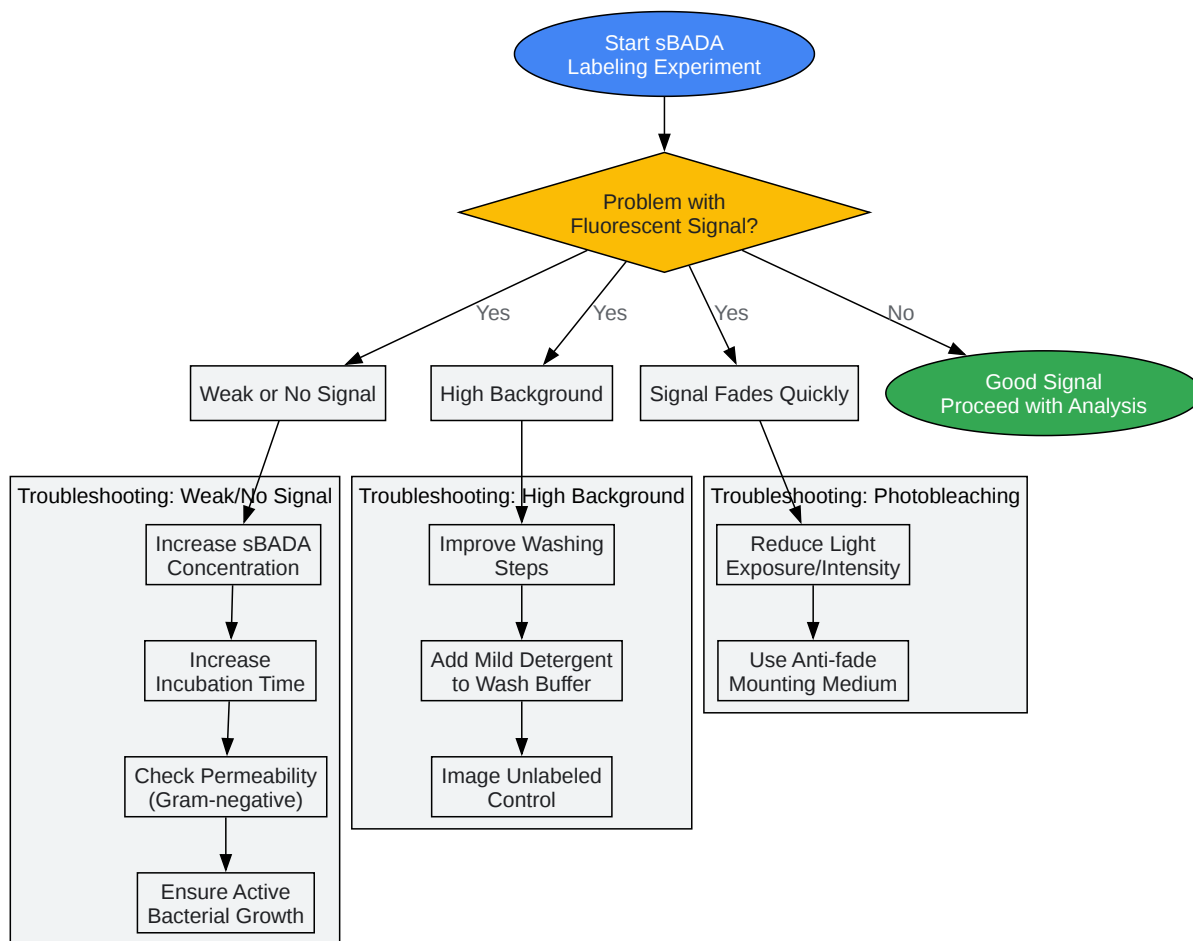 Start sBADA
Labeling Experiment
Problem with
Fluorescent Signal?
Yes
Yes
Yes
No
Weak or No Signal
High Background
Signal Fades Quickly
Good Signal
Proceed with Analysis
Troubleshooting: Weak/No Signal
Increase sBADA
Concentration
Increase
Incubation Time
Check Permeability
(Gram-negative)
Ensure Active
Bacterial Growth
Troubleshooting: High Background
Improve Washing
Steps
Add Mild Detergent
to Wash Buffer
Image Unlabeled
Control
Troubleshooting: Photobleaching
Reduce Light
Exposure/Intensity
Use Anti-fade
Mounting Medium